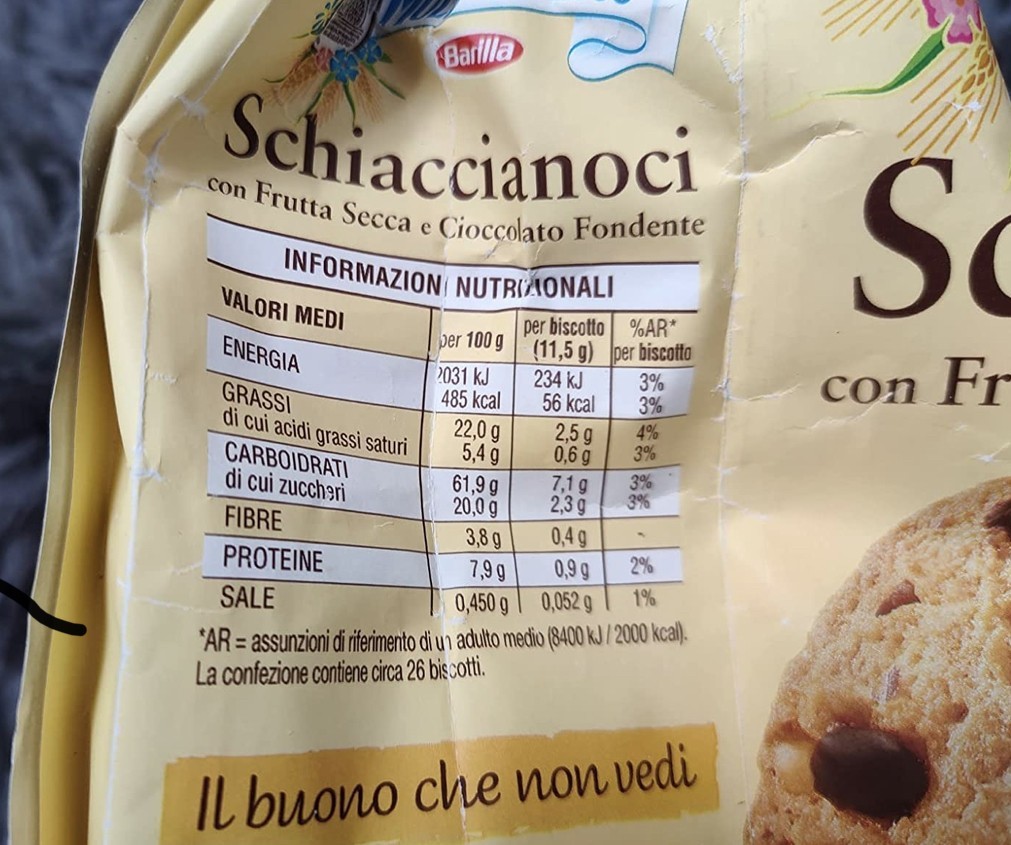 Barilla
Schiaccianoci
con Frutta Secca e Cioccolato Fondente
INFORMAZIONI NUTRIZIONALI
VALORI MEDI per 100 g per biscotto (11,5 g) %AR* per biscotto
ENERGIA 2031 kJ 234 kJ 3%
485 kcal 56 kcal 3%
GRASSI 22,0 g 2,5 g 4%
di cui acidi grassi saturi 5,4 g 0,6 g 3%
CARBOIDRATI 61,9 g 7,1 g 3%
di cui zuccheri 20,0 g 2,3 g 3%
FIBRE 3,8 g 0,4 g -
PROTEINE 7,9 g 0,9 g 2%
SALE 0,450 g 0,052 g 1%
*AR = assunzioni di riferimento di un adulto medio (8400 kJ / 2000 kcal).
La confezione contiene circa 26 biscotti.
Il buono che non vedi
Sc
con Fr